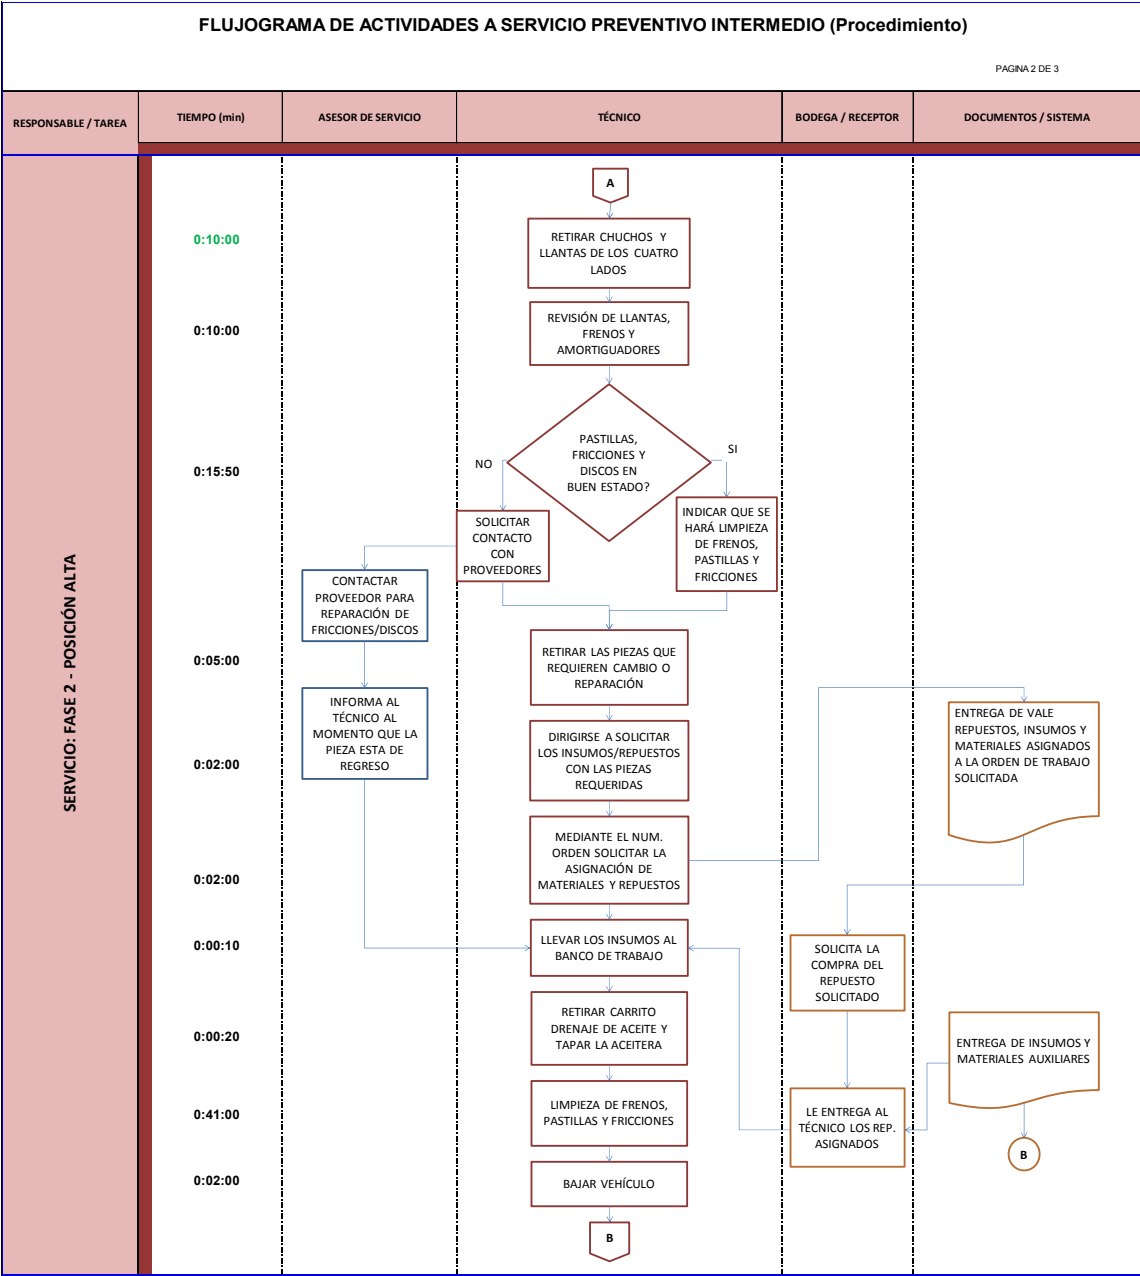 FLUJOGRAMA DE ACTIVIDADES A SERVICIO PREVENTIVO INTERMEDIO (Procedimiento)
PAGINA 2 DE 3
RESPONSABLE / TAREA
TIEMPO (min)
ASESOR DE SERVICIO
TÉCNICO
BODEGA / RECEPTOR
DOCUMENTOS / SISTEMA
SERVICIO: FASE 2 - POSICIÓN ALTA
A
0:10:00
RETIRAR CHUCHOS Y
LLANTAS DE LOS CUATRO
LADOS
0:10:00
REVISIÓN DE LLANTAS,
FRENOS Y
AMORTIGUADORES
0:15:50
PASTILLAS,
FRICCIONES Y
DISCOS EN
BUEN ESTADO?
NO
SI
SOLICITAR
CONTACTO
CON
PROVEEDORES
INDICAR QUE SE
HARÁ LIMPIEZA
DE FRENOS,
PASTILLAS Y
FRICCIONES
CONTACTAR
PROVEEDOR PARA
REPARACIÓN DE
FRICCIONES/DISCOS
0:05:00
RETIRAR LAS PIEZAS QUE
REQUIEREN CAMBIO O
REPARACIÓN
INFORMA AL
TÉCNICO AL
MOMENTO QUE LA
PIEZA ESTA DE
REGRESO
ENTREGA DE VALE
REPUESTOS, INSUMOS Y
MATERIALES ASIGNADOS
A LA ORDEN DE TRABAJO
SOLICITADA
0:02:00
DIRIGIRSE A SOLICITAR
LOS INSUMOS/REPUESTOS
CON LAS PIEZAS
REQUERIDAS
0:02:00
MEDIANTE EL NUM.
ORDEN SOLICITAR LA
ASIGNACIÓN DE
MATERIALES Y REPUESTOS
0:00:10
LLEVAR LOS INSUMOS AL
BANCO DE TRABAJO
SOLICITA LA
COMPRA DEL
REPUESTO
SOLICITADO
0:00:20
RETIRAR CARRITO
DRENAJE DE ACEITE Y
TAPAR LA ACEITERA
ENTREGA DE INSUMOS Y
MATERIALES AUXILIARES
0:41:00
LIMPIEZA DE FRENOS,
PASTILLAS Y FRICCIONES
LE ENTREGA AL
TÉCNICO LOS REP.
ASIGNADOS
B
0:02:00
BAJAR VEHÍCULO
B